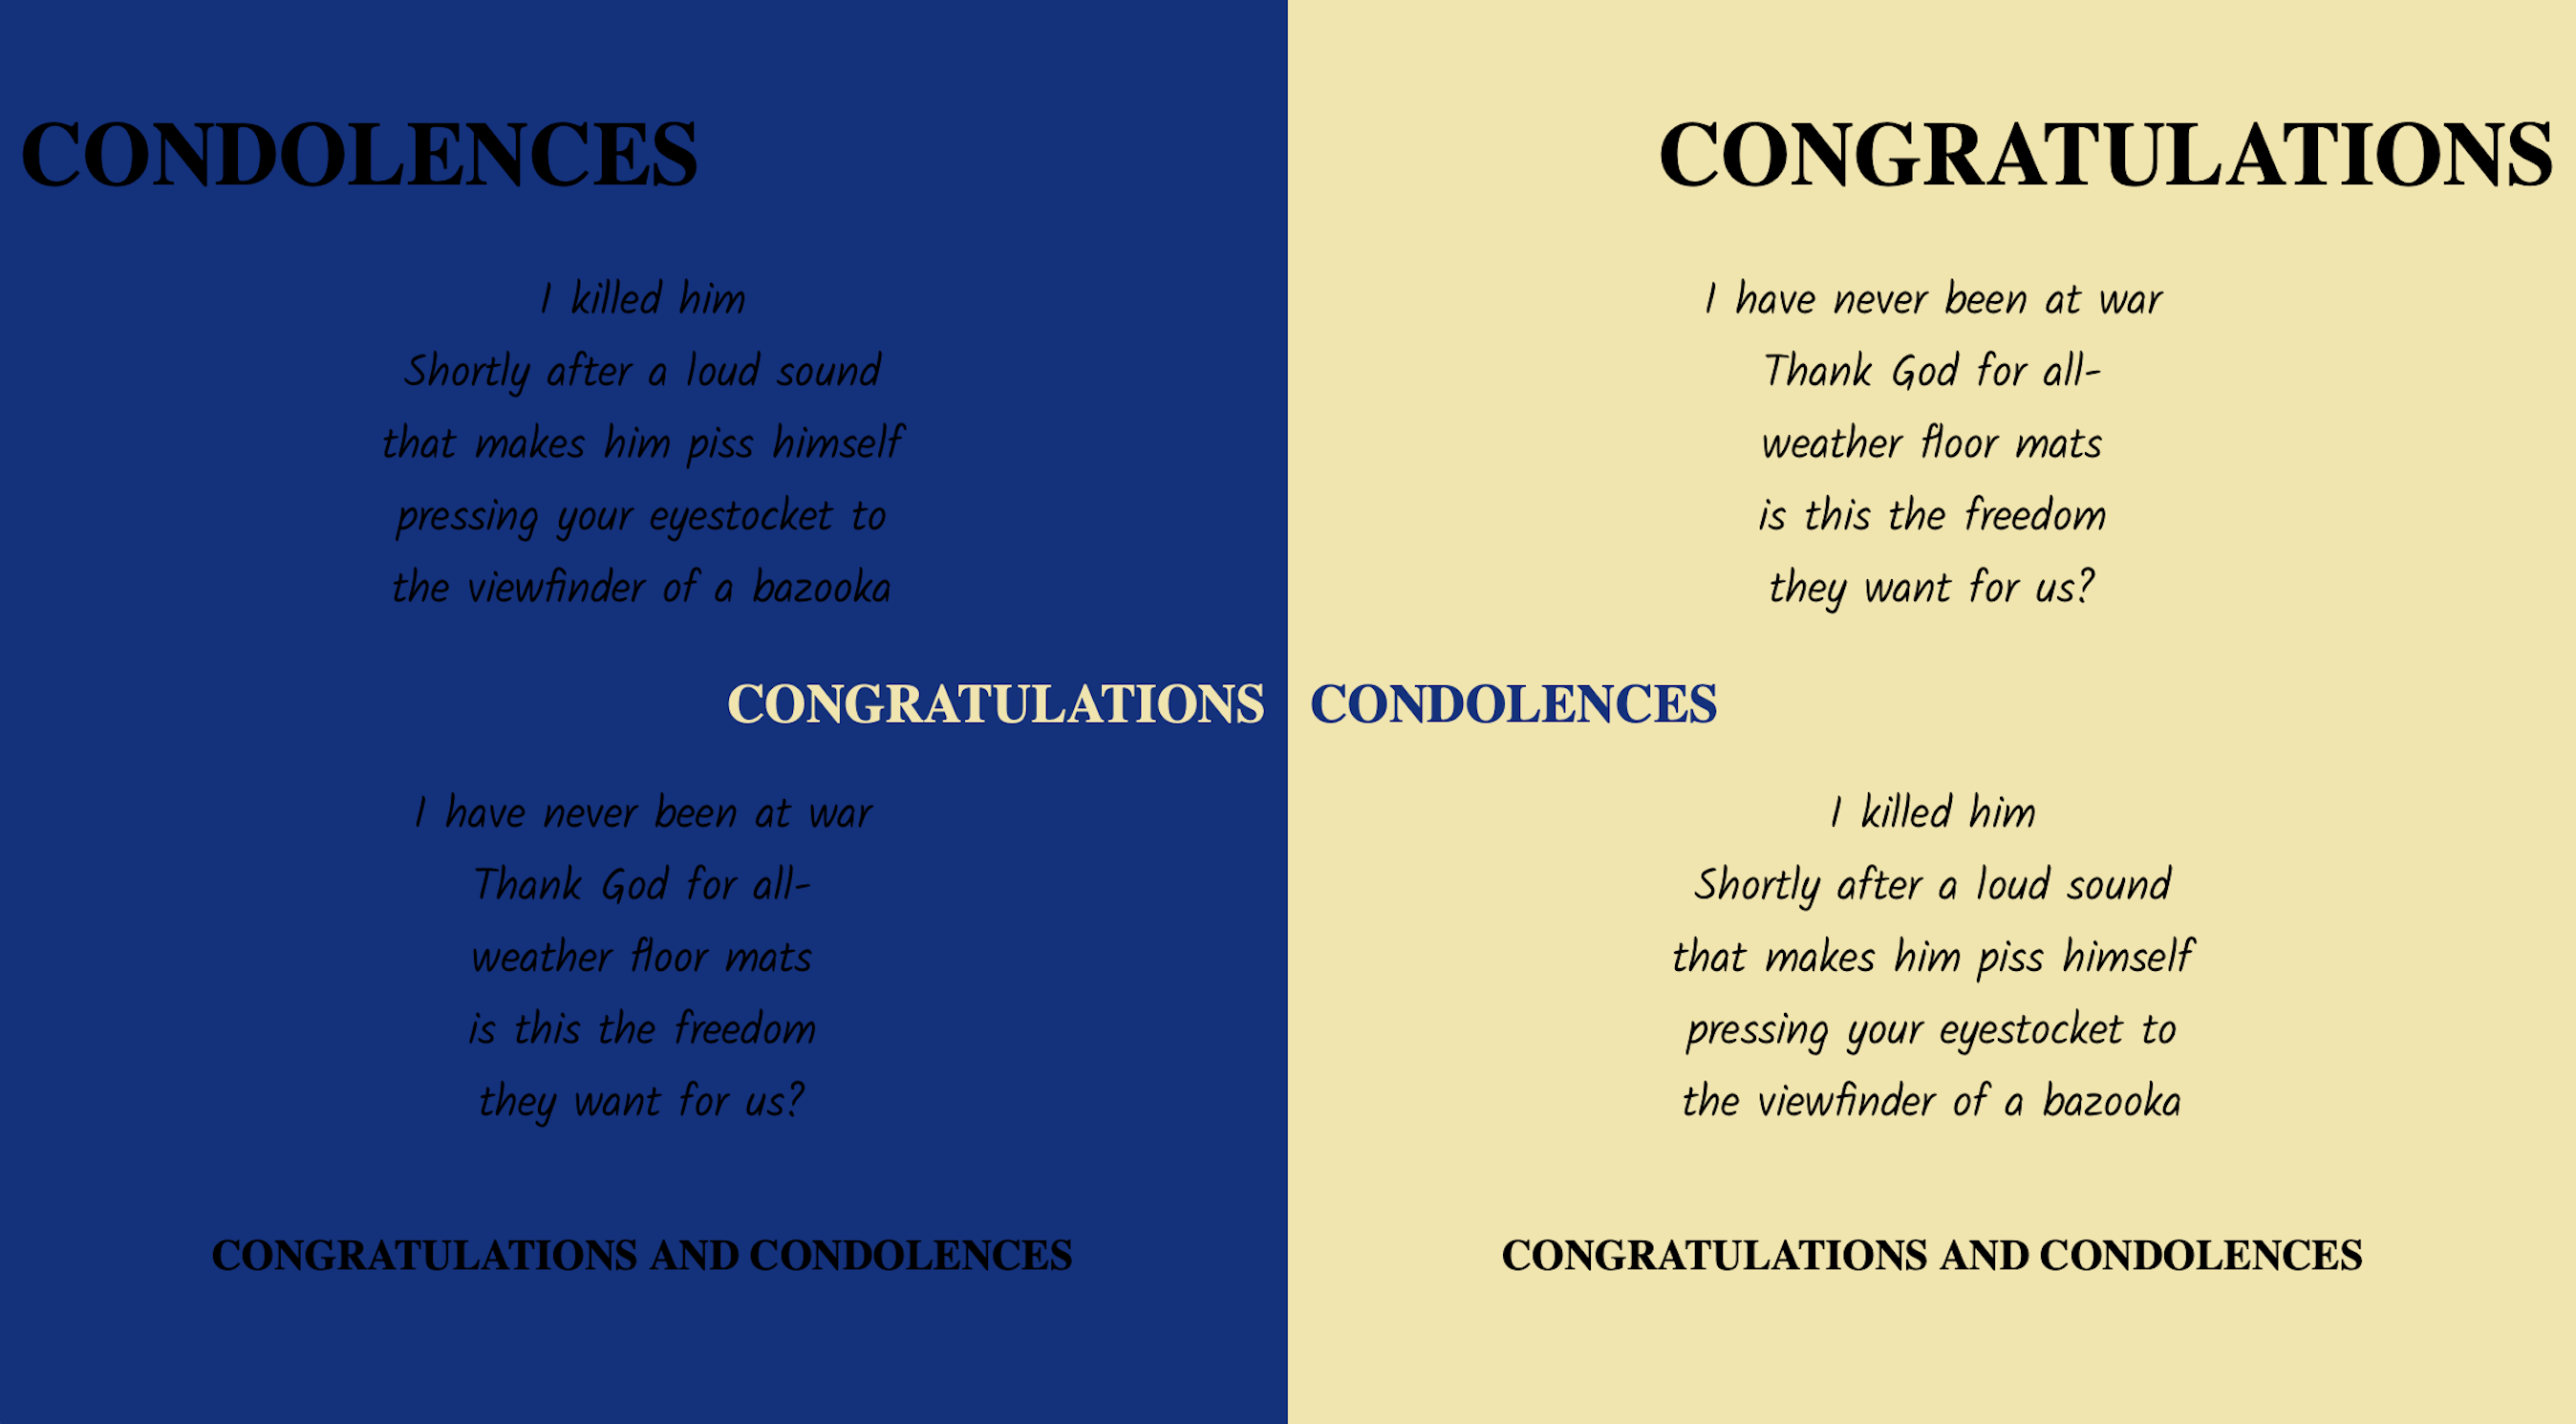 CONDOLENCES
I killed him
Shortly after a loud sound
that makes him piss himself
pressing your eyestocket to
the viewfinder of a bazooka
CONGRATULATIONS
I have never been at war
Thank God for all-
weather floor mats
is this the freedom
they want for us?
CONGRATULATIONS AND CONDOLENCES
CONGRATULATIONS
I have never been at war
Thank God for all-
weather floor mats
is this the freedom
they want for us?
CONDOLENCES
I killed him
Shortly after a loud sound
that makes him piss himself
pressing your eyestocket to
the viewfinder of a bazooka
CONGRATULATIONS AND CONDOLENCES